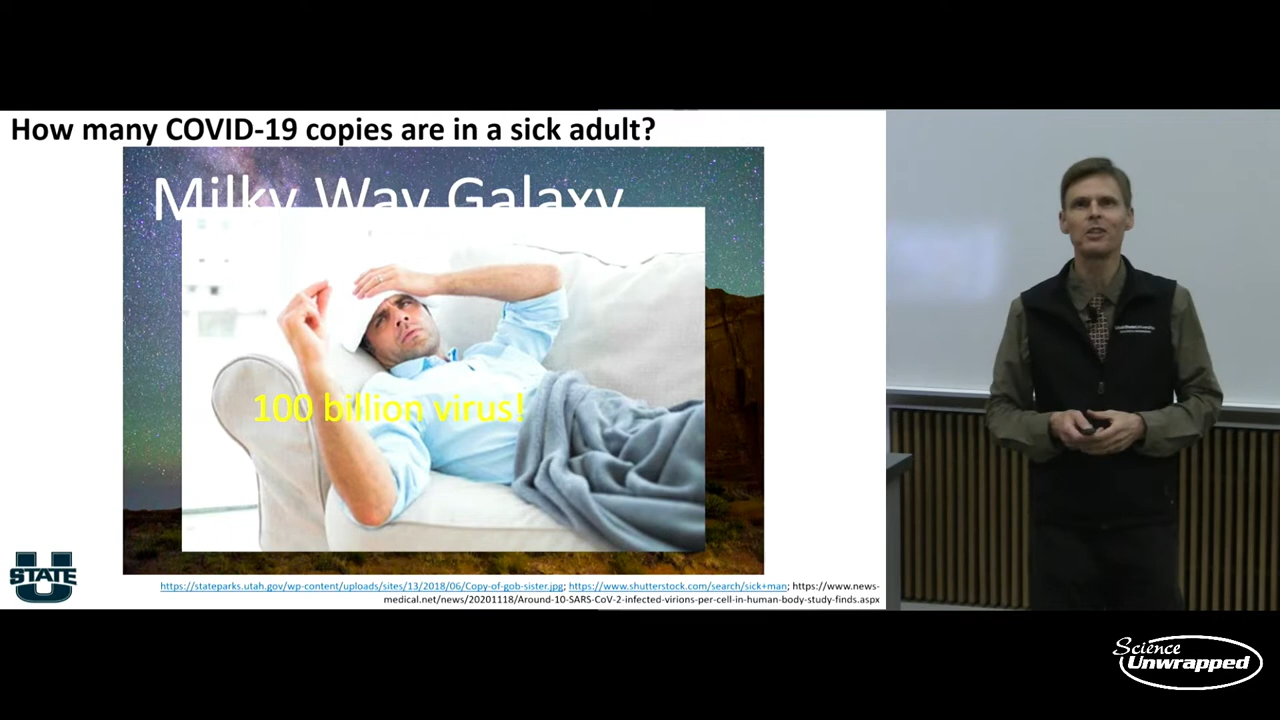 How many COVID-19 copies are in a sick adult?
Milky Way Galaxy
100 billion virus!
STATE
https://stateparks.utah.gov/wp-content/uploads/sites/13/2018/06/Copy-of-gob-sister.jpg; https://www.shutterstock.com/search/sick+man; https://www.news-
medical.net/news/20201118/Around-10-SARS-CoV-2-infected-virions-per-cell-in-human-body-study-finds.aspx
UtahStateUniversity
Science
Unwrapped